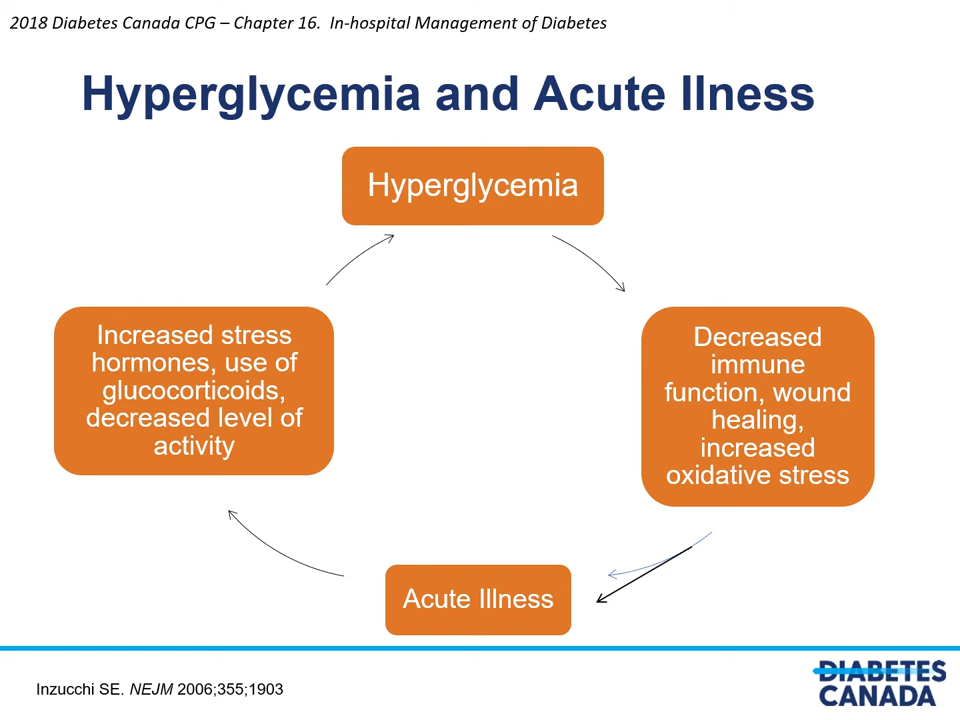 2018 Diabetes Canada CPG – Chapter 16.  In-hospital Management of Diabetes
Hyperglycemia and Acute Ilness
Hyperglycemia
Increased stress
hormones, use of
glucocorticoids,
decreased level of
activity
Decreased
immune
function, wound
healing,
increased
oxidative stress
Acute Illness
Inzucchi SE. NEJM 2006;355;1903
DIABETES
CANADA